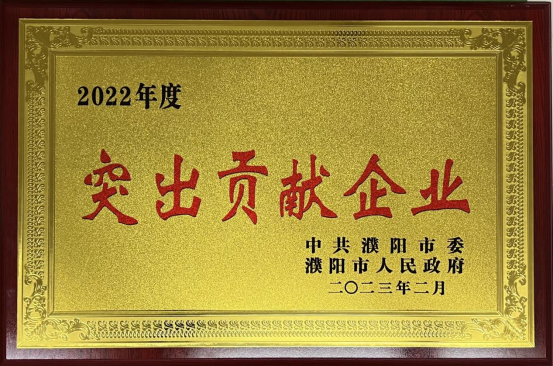 2022年度
突出贡献企业
中共濮阳市委
濮阳市人民政府
二〇二三年二月